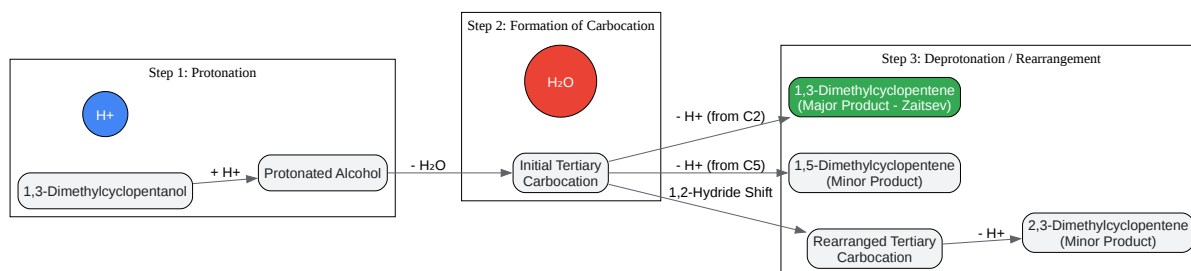 Step 1: Protonation
H+
1,3-Dimethylcyclopentanol
+ H+
Protonated Alcohol
- H₂O
Step 2: Formation of Carbocation
H₂O
Initial Tertiary
Carbocation
- H+ (from C2)
- H+ (from C5)
1,2-Hydride Shift
Step 3: Deprotonation / Rearrangement
1,3-Dimethylcyclopentene
(Major Product - Zaitsev)
1,5-Dimethylcyclopentene
(Minor Product)
Rearranged Tertiary
Carbocation
- H+
2,3-Dimethylcyclopentene
(Minor Product)